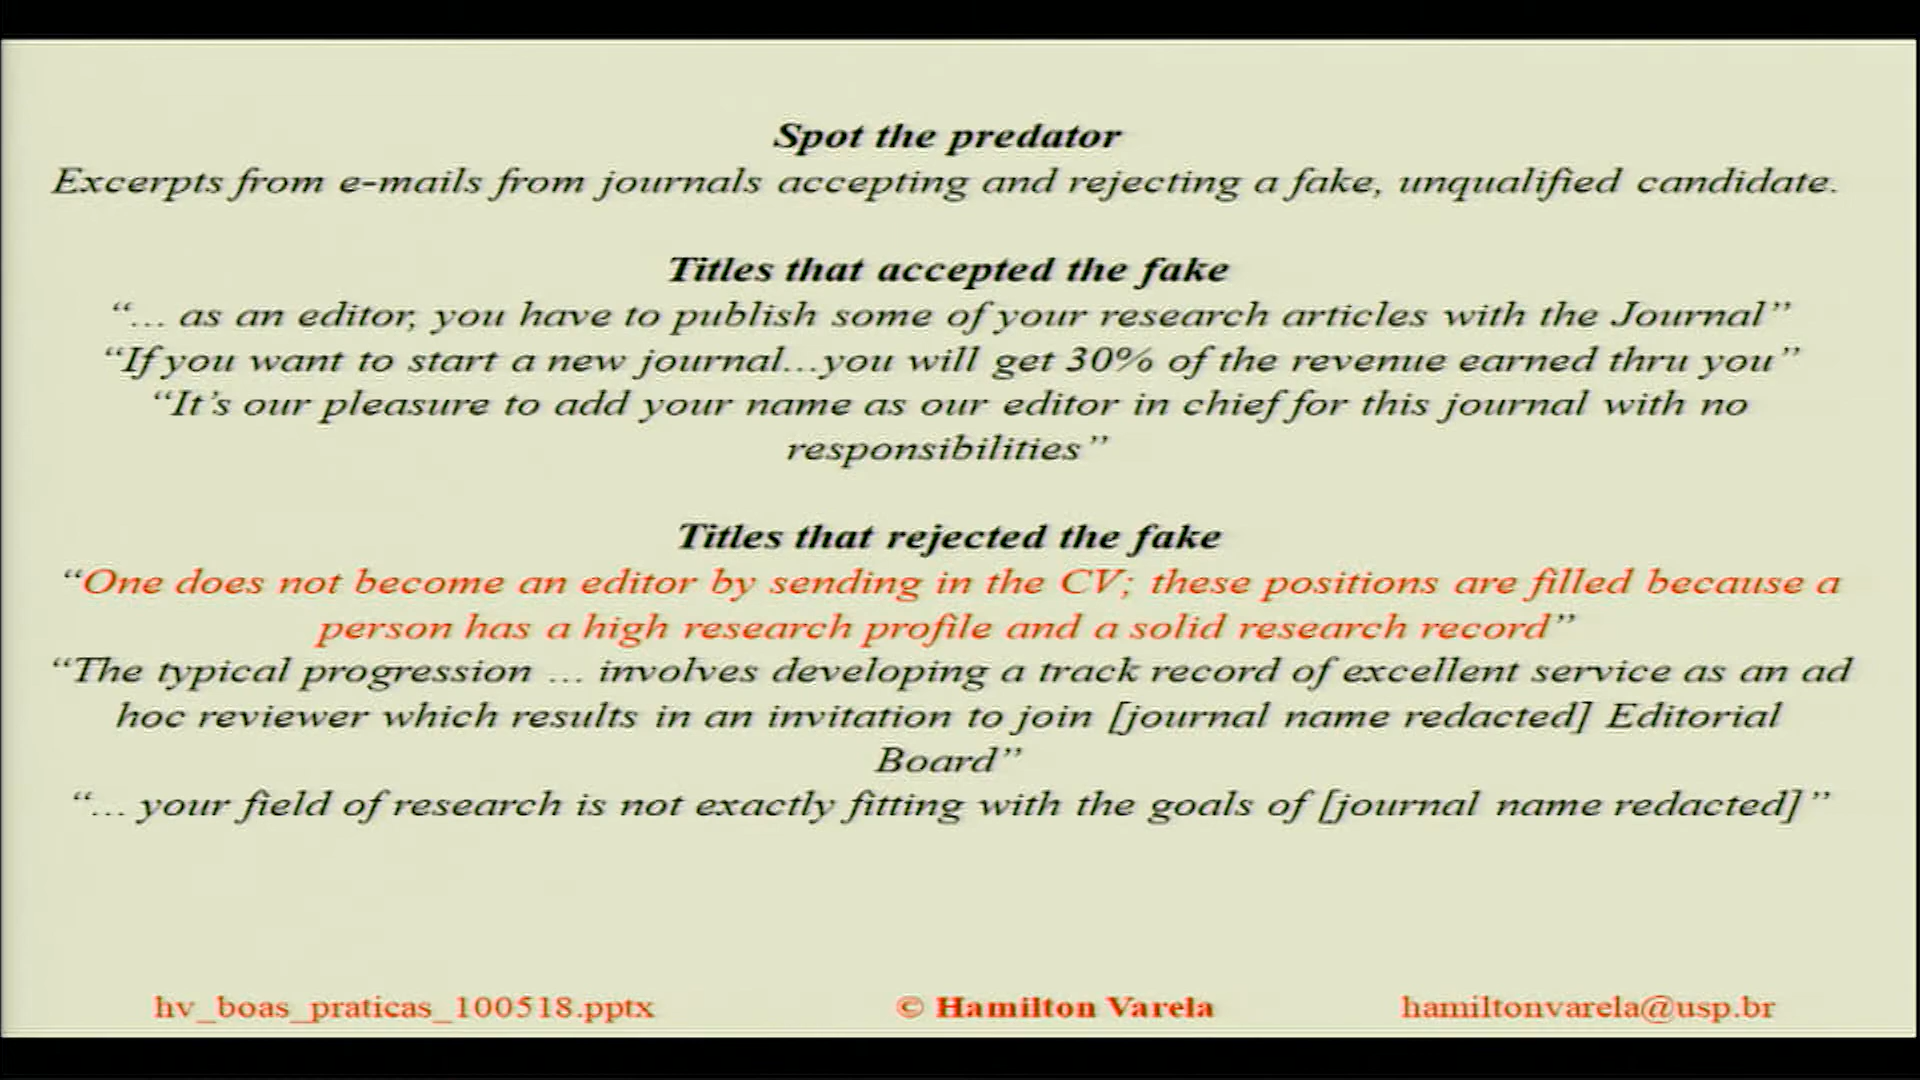 Spot the predator
Excerpts from e-mails from journals accepting and rejecting a fake, unqualified candidate.
Titles that accepted the fake
“... as an editor, you have to publish some of your research articles with the Journal”
“If you want to start a new journal...you will get 30% of the revenue earned thru you”
“It’s our pleasure to add your name as our editor in chief for this journal with no
responsibilities”
Titles that rejected the fake
“One does not become an editor by sending in the CV; these positions are filled because a
person has a high research profile and a solid research record”
“The typical progression ... involves developing a track record of excellent service as an ad
hoc reviewer which results in an invitation to join [journal name redacted] Editorial
Board”
“... your field of research is not exactly fitting with the goals of [journal name redacted]”
hv_boas_praticas_100518.pptx © Hamilton Varela hamiltonvarela@usp.br